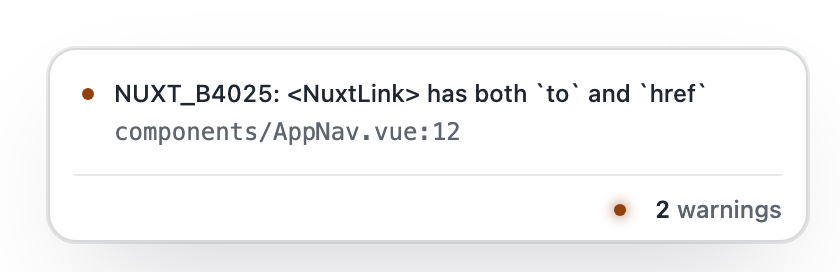 NUXT_B4025: <NuxtLink> has both `to` and `href`
components/AppNav.vue:12
2 warnings